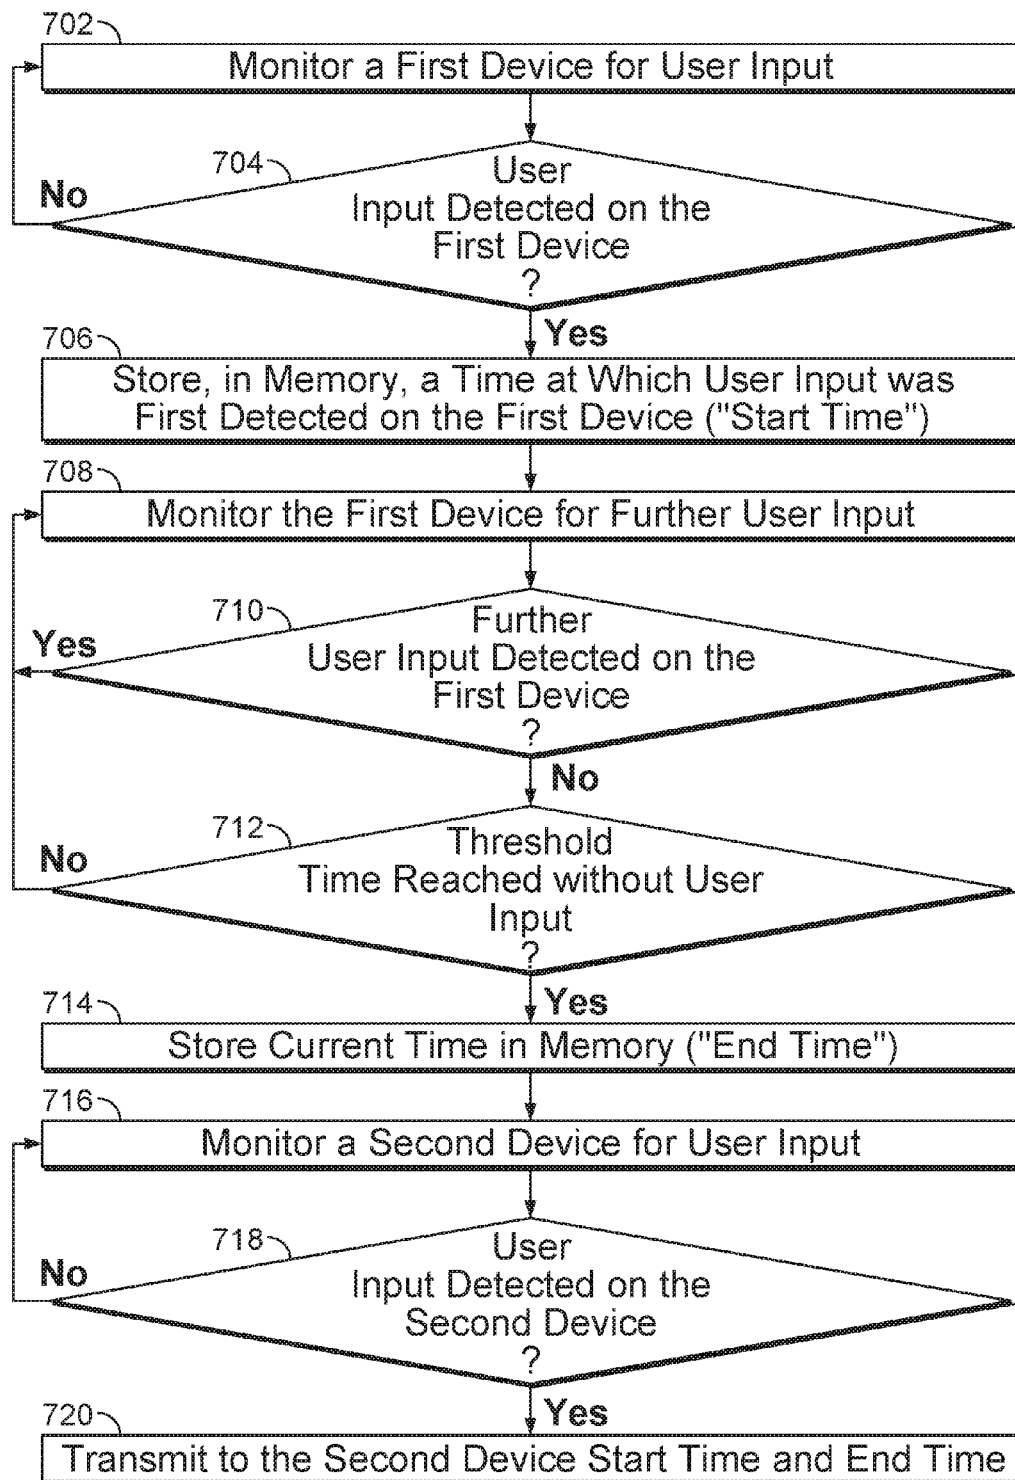 702
Monitor a First Device for User Input
704
User
Input Detected on the
First Device
?
No
Yes
706
Store, in Memory, a Time at Which User Input was
First Detected on the First Device ("Start Time")
708
Monitor the First Device for Further User Input
710
Further
User Input Detected on the
First Device
?
Yes
No
712
Threshold
Time Reached without User
Input
?
No
Yes
714
Store Current Time in Memory ("End Time")
716
Monitor a Second Device for User Input
718
User
Input Detected on the
Second Device
?
No
Yes
720
Transmit to the Second Device Start Time and End Time